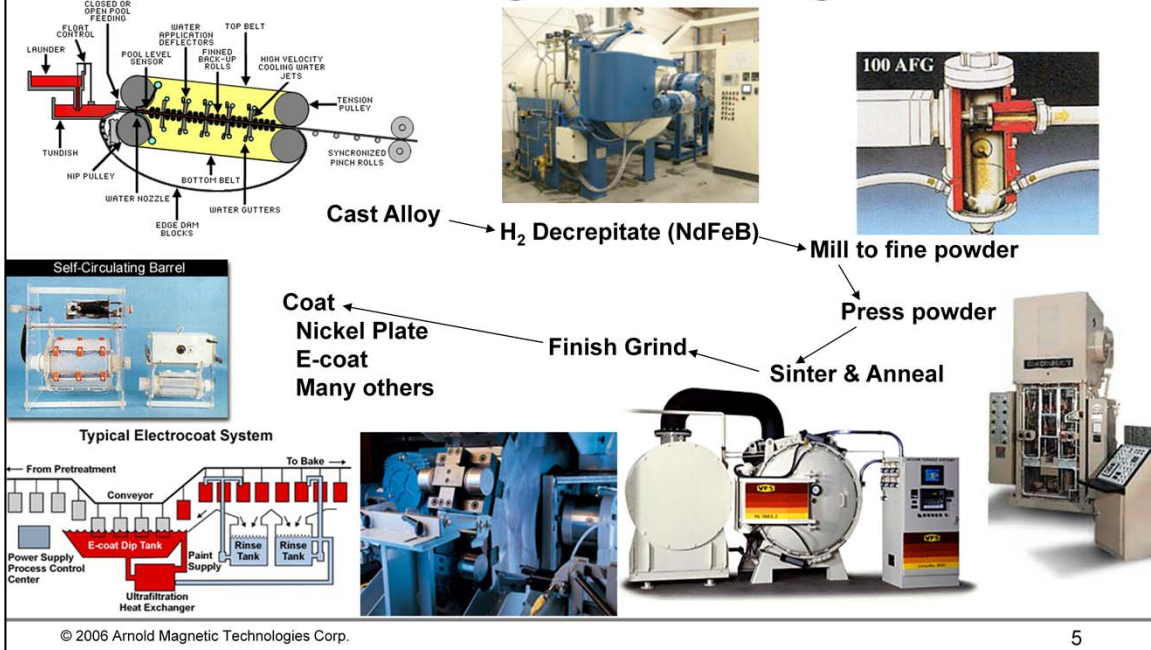 CLOSED OR
OPEN POOL
FEEDING
FLOAT
CONTROL
LAUNDER
WATER
APPLICATION
DEFLECTORS
TOP BELT
POOL LEVEL
SENSOR
FINNED
BACK-UP
ROLLS
HIGH VELOCITY
COOLING WATER
JETS
TENSION
PULLEY
TUNDISH
NIP PULLEY
BOTTOM BELT
SYNCRONIZED
PINCH ROLLS
WATER NOZZLE
WATER GUTTERS
EDGE DAM
BLOCKS
100 AFG
Cast Alloy
H₂ Decrepitate (NdFeB)
Mill to fine powder
Press powder
Sinter & Anneal
Finish Grind
Coat
Nickel Plate
E-coat
Many others
Self-Circulating Barrel
Typical Electrocoat System
From Pretreatment
To Bake
Conveyor
E-coat Dip Tank
Rinse
Tank
Rinse
Tank
Power Supply
Process Control
Center
Paint
Supply
Ultrafiltration
Heat Exchanger
VFS
VFS
© 2006 Arnold Magnetic Technologies Corp.
5